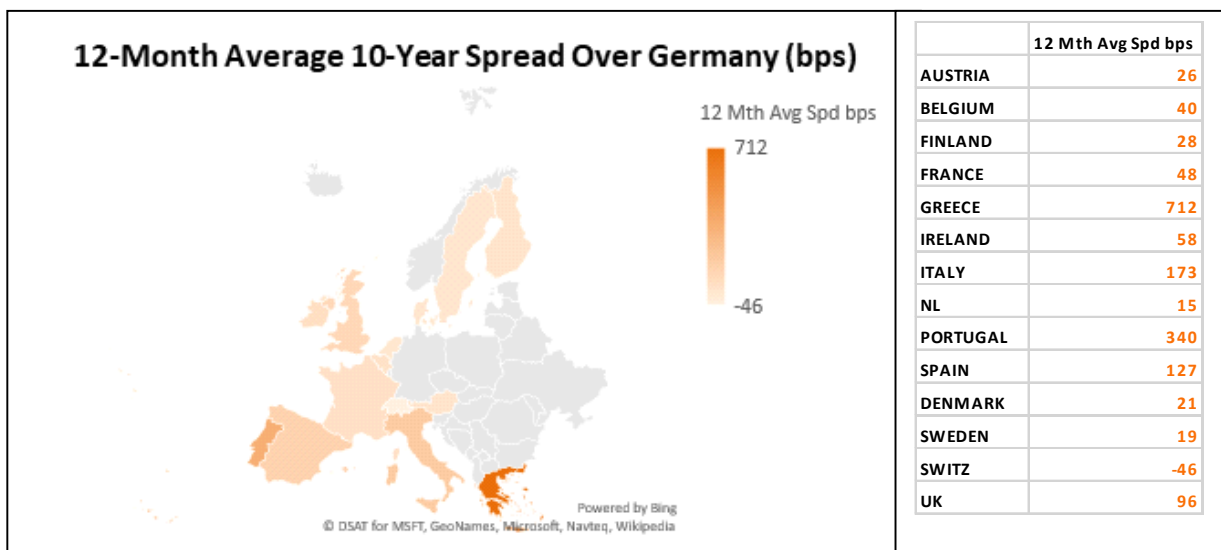 12-Month Average 10-Year Spread Over Germany (bps)
12 Mth Avg Spd bps
712
-46
Powered by Bing
© DSAT for MSFT, GeoNames, Microsoft, Navteq, Wikipedia
12 Mth Avg Spd bps
AUSTRIA 26
BELGIUM 40
FINLAND 28
FRANCE 48
GREECE 712
IRELAND 58
ITALY 173
NL 15
PORTUGAL 340
SPAIN 127
DENMARK 21
SWEDEN 19
SWITZ -46
UK 96